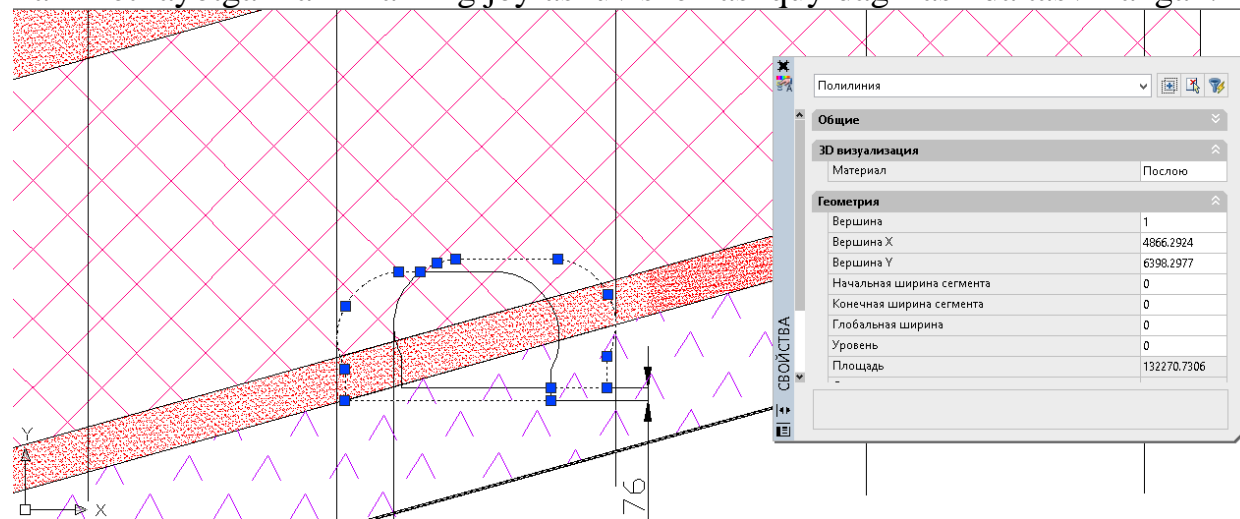 Полилиния
Общие
3D визуализация
Материал Послою
Геометрия
Вершина 1
Вершина X 4866.2924
Вершина Y 6398.2977
Начальная ширина сегмента 0
Конечная ширина сегмента 0
Глобальная ширина 0
Уровень 0
Площадь 132270.7306
СВОЙСТВА
Y
X
76